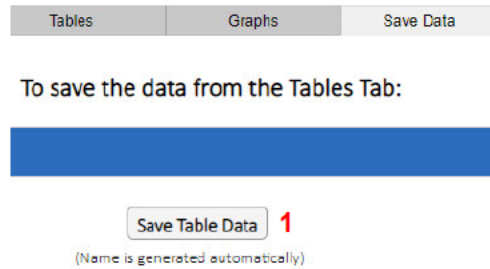 Tables Graphs Save Data
To save the data from the Tables Tab:
Save Table Data 1
(Name is generated automatically)